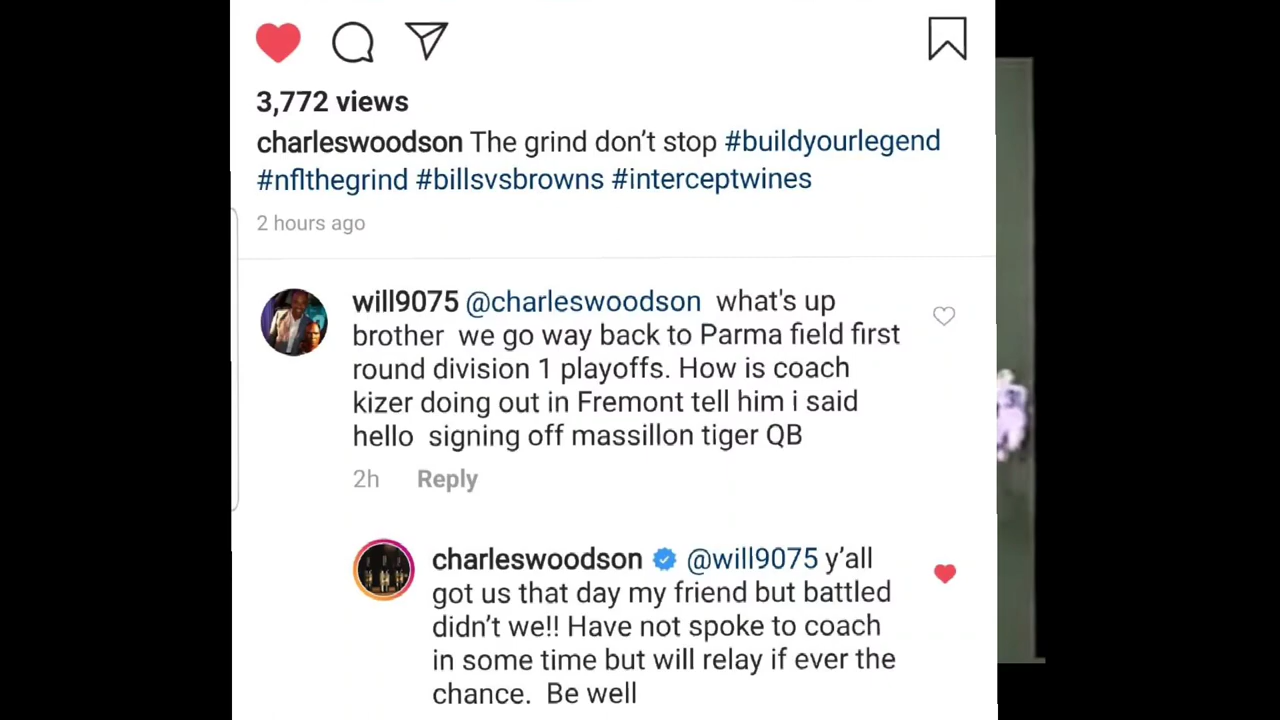 3,772 views
charleswoodson The grind don't stop #buildyourlegend
#nflthegrind #billsvsbrowns #interceptwines
2 hours ago
will9075 @charleswoodson what's up
brother we go way back to Parma field first
round division 1 playoffs. How is coach
kizer doing out in Fremont tell him i said
hello signing off massillon tiger QB
2h Reply
charleswoodson @will9075 y'all
got us that day my friend but battled
didn't we!! Have not spoke to coach
in some time but will relay if ever the
chance. Be well